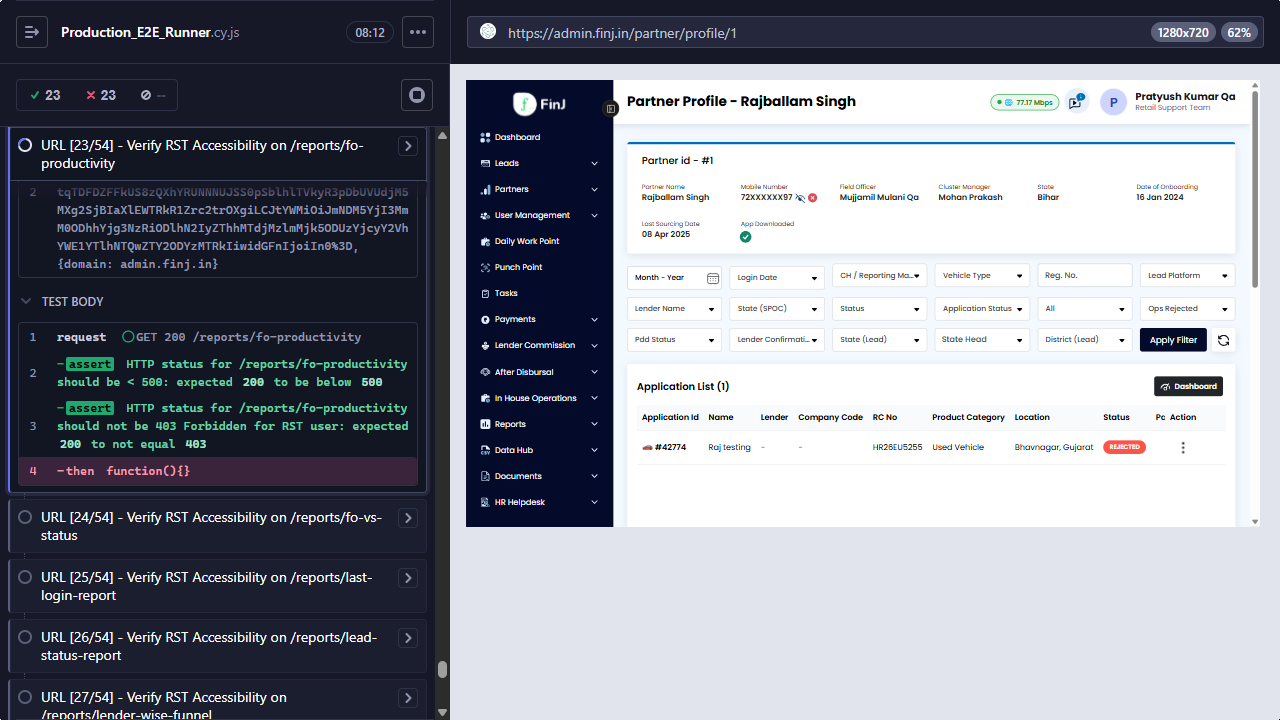 Production_E2E_Runner.cy.js
08:12
23
23
--
URL [23/54] - Verify RST Accessibility on /reports/fo-
productivity
2
tqTDFDZFFkUS8zQXhYRUNNNUJSS0pSblhlTVkyR3pDbUVUdjM5
MXg2SjBIaXlEWTRkR1Zrc2trOXgiLCJtYWMiOiJmNDM5YjI3Mm
M0ODhhYjg3NzRiODlhN2IyZThhMTdjMzlmMjk5ODUzYjcyY2Vh
YWE1YTlhNTQwZTY2ODYzMTRkIiwidGFnIjoiIn0%3D,
{domain: admin.finj.in}
TEST BODY
1 request GET 200 /reports/fo-productivity
2
-assert HTTP status for /reports/fo-productivity
should be < 500: expected 200 to be below 500
3
-assert HTTP status for /reports/fo-productivity
should not be 403 Forbidden for RST user: expected
200 to not equal 403
4 -then function(){}
URL [24/54] - Verify RST Accessibility on /reports/fo-vs-
status
URL [25/54] - Verify RST Accessibility on /reports/last-
login-report
URL [26/54] - Verify RST Accessibility on /reports/lead-
status-report
URL [27/54] - Verify RST Accessibility on
/reports/lender-wise-funnel
https://admin.finj.in/partner/profile/1
1280x720
62%
FinJ
Dashboard
Leads
Partners
User Management
Daily Work Point
Punch Point
Tasks
Payments
Lender Commission
After Disbursal
In House Operations
Reports
Data Hub
Documents
HR Helpdesk
Partner Profile - Rajballam Singh
77.17 Mbps
P
Pratyush Kumar Qa
Retail Support Team
Partner id - #1
Partner Name Mobile Number Field Officer Cluster Manager State Date of Onboarding
Rajballam Singh 72XXXXXX97 Mujjamil Mulani Qa Mohan Prakash Bihar 16 Jan 2024
Last Sourcing Date App Downloaded
08 Apr 2025
Month - Year Login Date CH / Reporting Ma... Vehicle Type Reg. No. Lead Platform
Lender Name State (SPOC) Status Application Status All Ops Rejected
Pdd Status Lender Confirmati... State (Lead) State Head District (Lead) Apply Filter
Application List (1)
Dashboard
Application Id Name Lender Company Code RC No Product Category Location Status Pc Action
#42774 Raj testing - - HR26EU5255 Used Vehicle Bhavnagar, Gujarat REJECTED